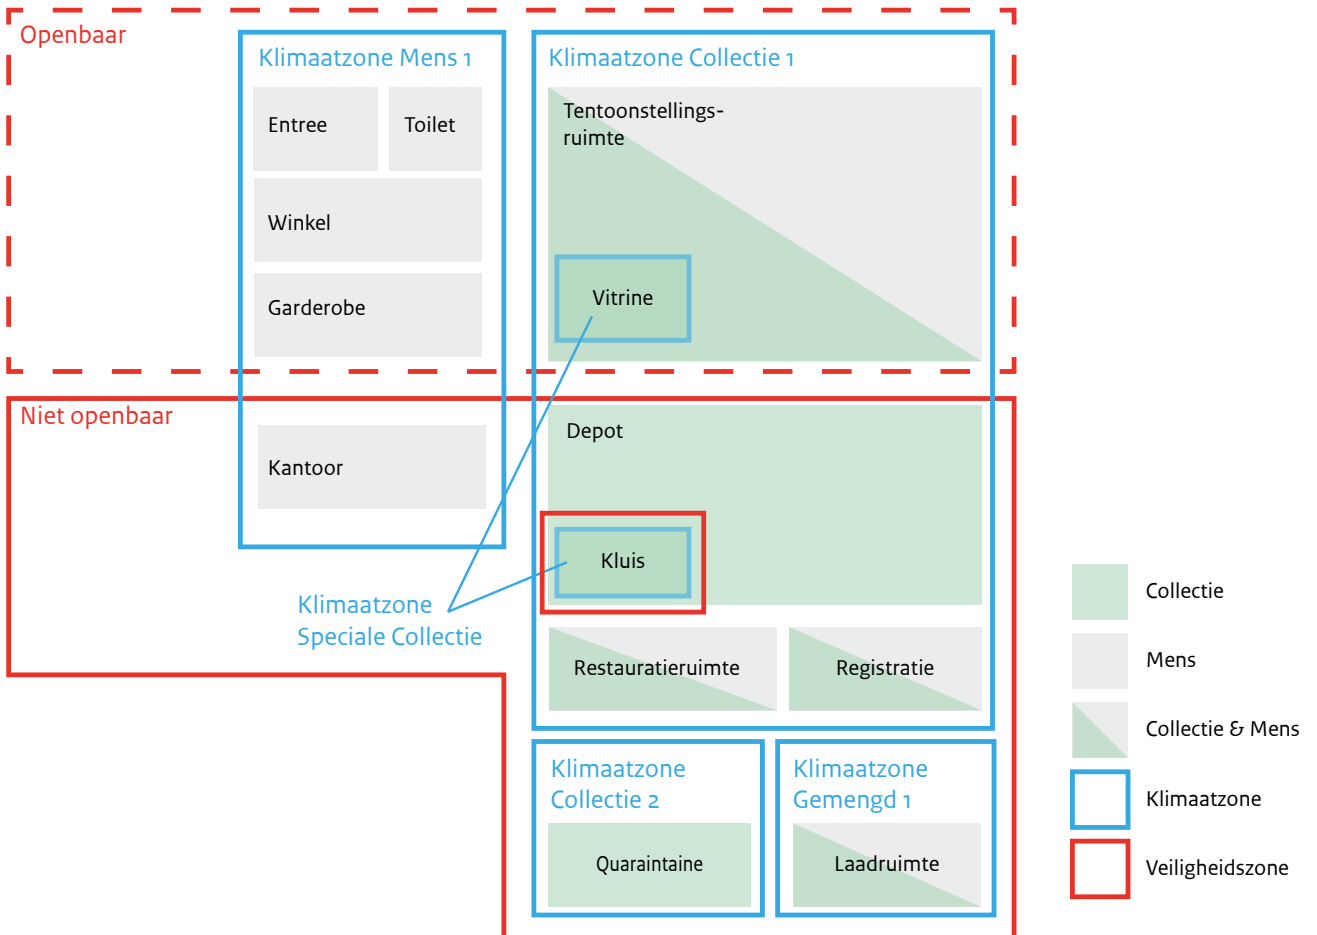 Openbaar
Klimaatzone Mens 1
Entree
Toilet
Winkel
Garderobe
Klimaatzone Collectie 1
Tentoonstellings-
ruimte
Vitrine
Niet openbaar
Kantoor
Depot
Kluis
Klimaatzone
Speciale Collectie
Restauratieruimte
Registratie
Klimaatzone
Collectie 2
Quaraintaine
Klimaatzone
Gemengd 1
Laadruimte
Collectie
Mens
Collectie & Mens
Klimaatzone
Veiligheidszone